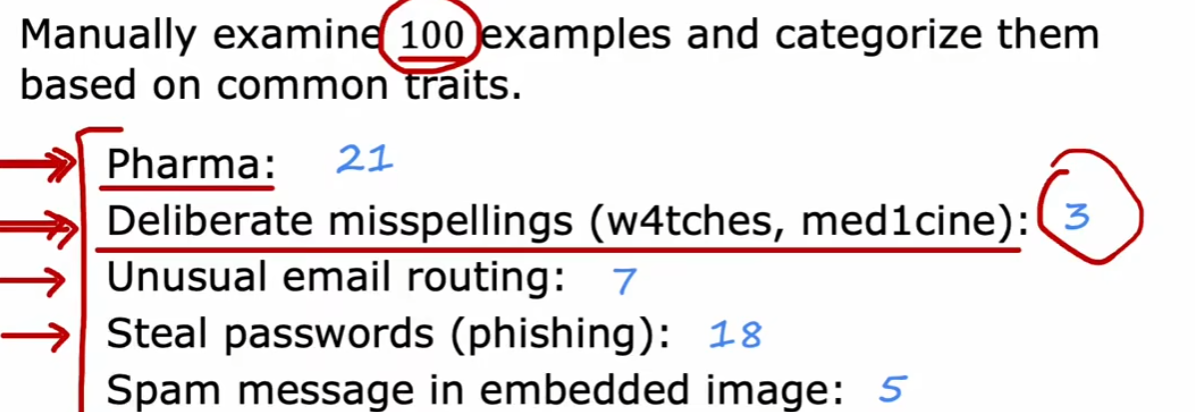 Manually examine 100 examples and categorize them
based on common traits.
Pharma: 21
Deliberate misspellings (w4tches, med1cine): 3
Unusual email routing: 7
Steal passwords (phishing): 18
Spam message in embedded image: 5